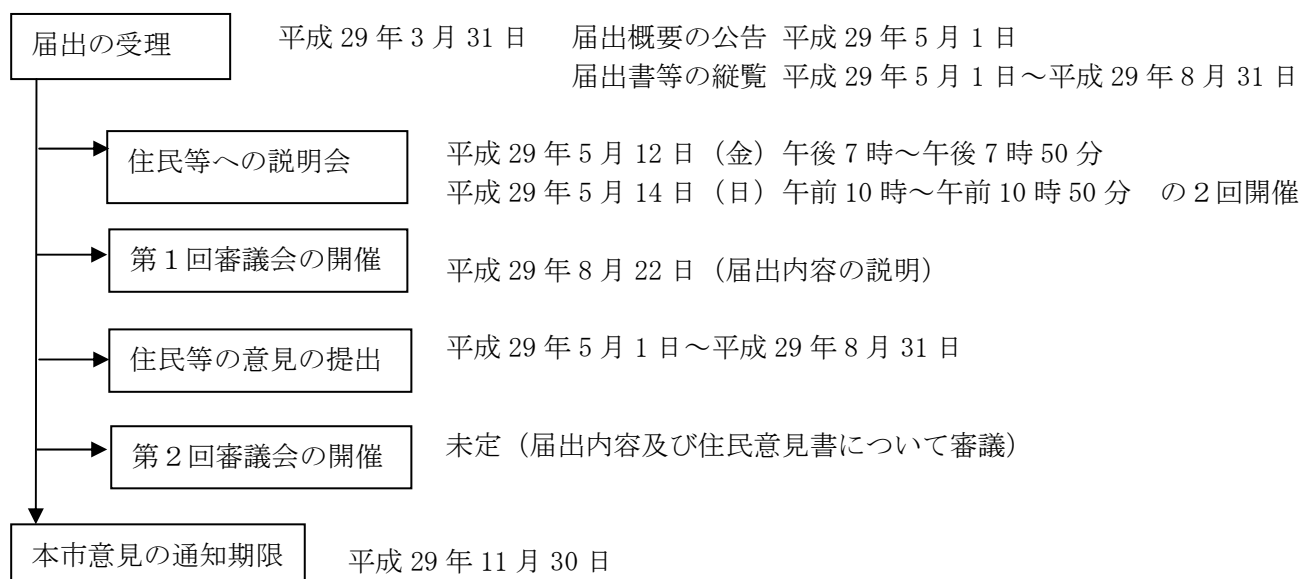 届出の受理　平成 29 年 3 月 31 日　届出概要の公告 平成 29 年 5 月 1 日
届出書等の縦覧 平成 29 年 5 月 1 日～平成 29 年 8 月 31 日
住民等への説明会　平成 29 年 5 月 12 日（金）午後 7 時～午後 7 時 50 分
平成 29 年 5 月 14 日（日）午前 10 時～午前 10 時 50 分　の２回開催
第１回審議会の開催　平成 29 年 8 月 22 日（届出内容の説明）
住民等の意見の提出　平成 29 年 5 月 1 日～平成 29 年 8 月 31 日
第２回審議会の開催　未定（届出内容及び住民意見書について審議）
本市意見の通知期限　平成 29 年 11 月 30 日